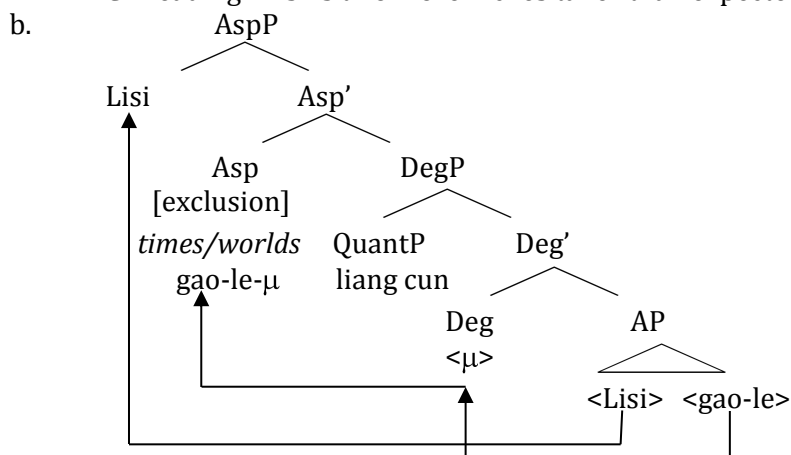 b. AspP
Lisi Asp’
Asp DegP
[exclusion]
times/worlds QuantP Deg’
gao-le-μ liang cun
Deg AP
<μ>
<Lisi> <gao-le>